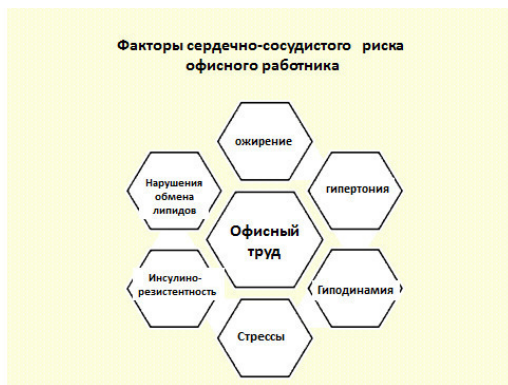 Факторы сердечно-сосудистого риска
офисного работника
ожирение
Нарушения
обмена
липидов
гипертония
Офисный
труд
Инсулино-
резистентность
Гиподинамия
Стрессы